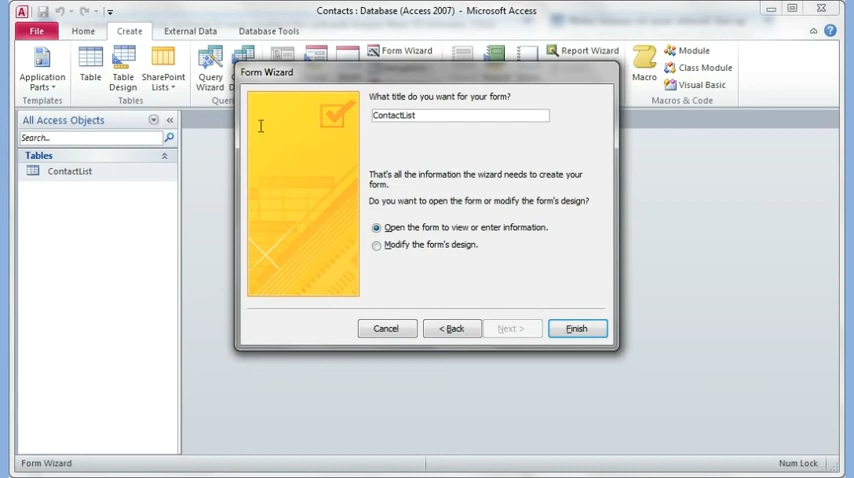 Contacts : Database (Access 2007) - Microsoft Access
File
Home
Create
External Data
Database Tools
Form Wizard
Report Wizard
Module
Class Module
Visual Basic
Application
Parts
Table
Table
Design
SharePoint
Lists
Query
Wizard
Macro
Templates
Tables
Macros & Code
All Access Objects
Search...
Tables
ContactList
Form Wizard
What title do you want for your form?
ContactList
That's all the information the wizard needs to create your
form.
Do you want to open the form or modify the form's design?
Open the form to view or enter information.
Modify the form's design.
Cancel
< Back
Next >
Finish
Form Wizard
Num Lock